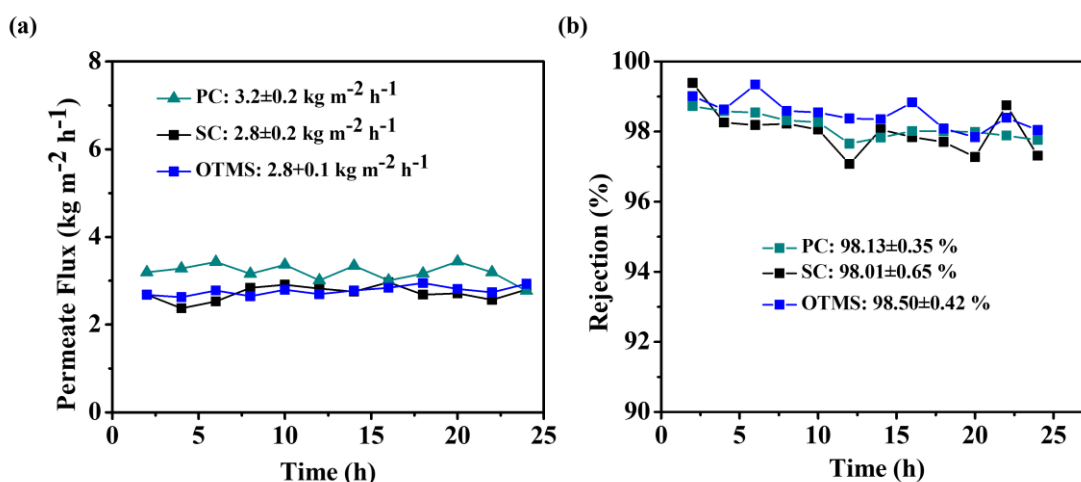 (a)
Permeate Flux (kg m⁻² h⁻¹)
8
6
4
2
0
PC: 3.2±0.2 kg m⁻² h⁻¹
SC: 2.8±0.2 kg m⁻² h⁻¹
OTMS: 2.8+0.1 kg m⁻² h⁻¹
0 5 10 15 20 25
Time (h)
(b)
Rejection (%)
100
98
96
94
92
90
PC: 98.13±0.35 %
SC: 98.01±0.65 %
OTMS: 98.50±0.42 %
0 5 10 15 20 25
Time (h)